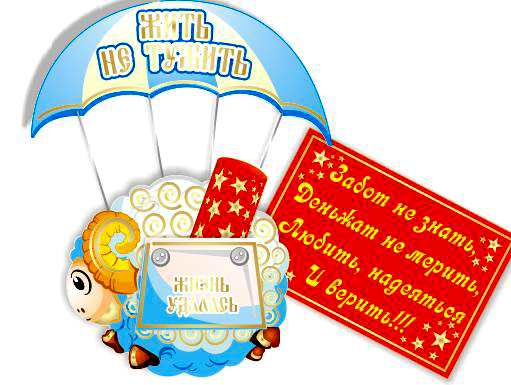 ЖИТЬ
НЕ ТУЖИТЬ
ЖИЗНЬ
УДАЛАСЬ
Забот не знать,
Деньжат не мерить,
Любить, надеяться
И верить!!!